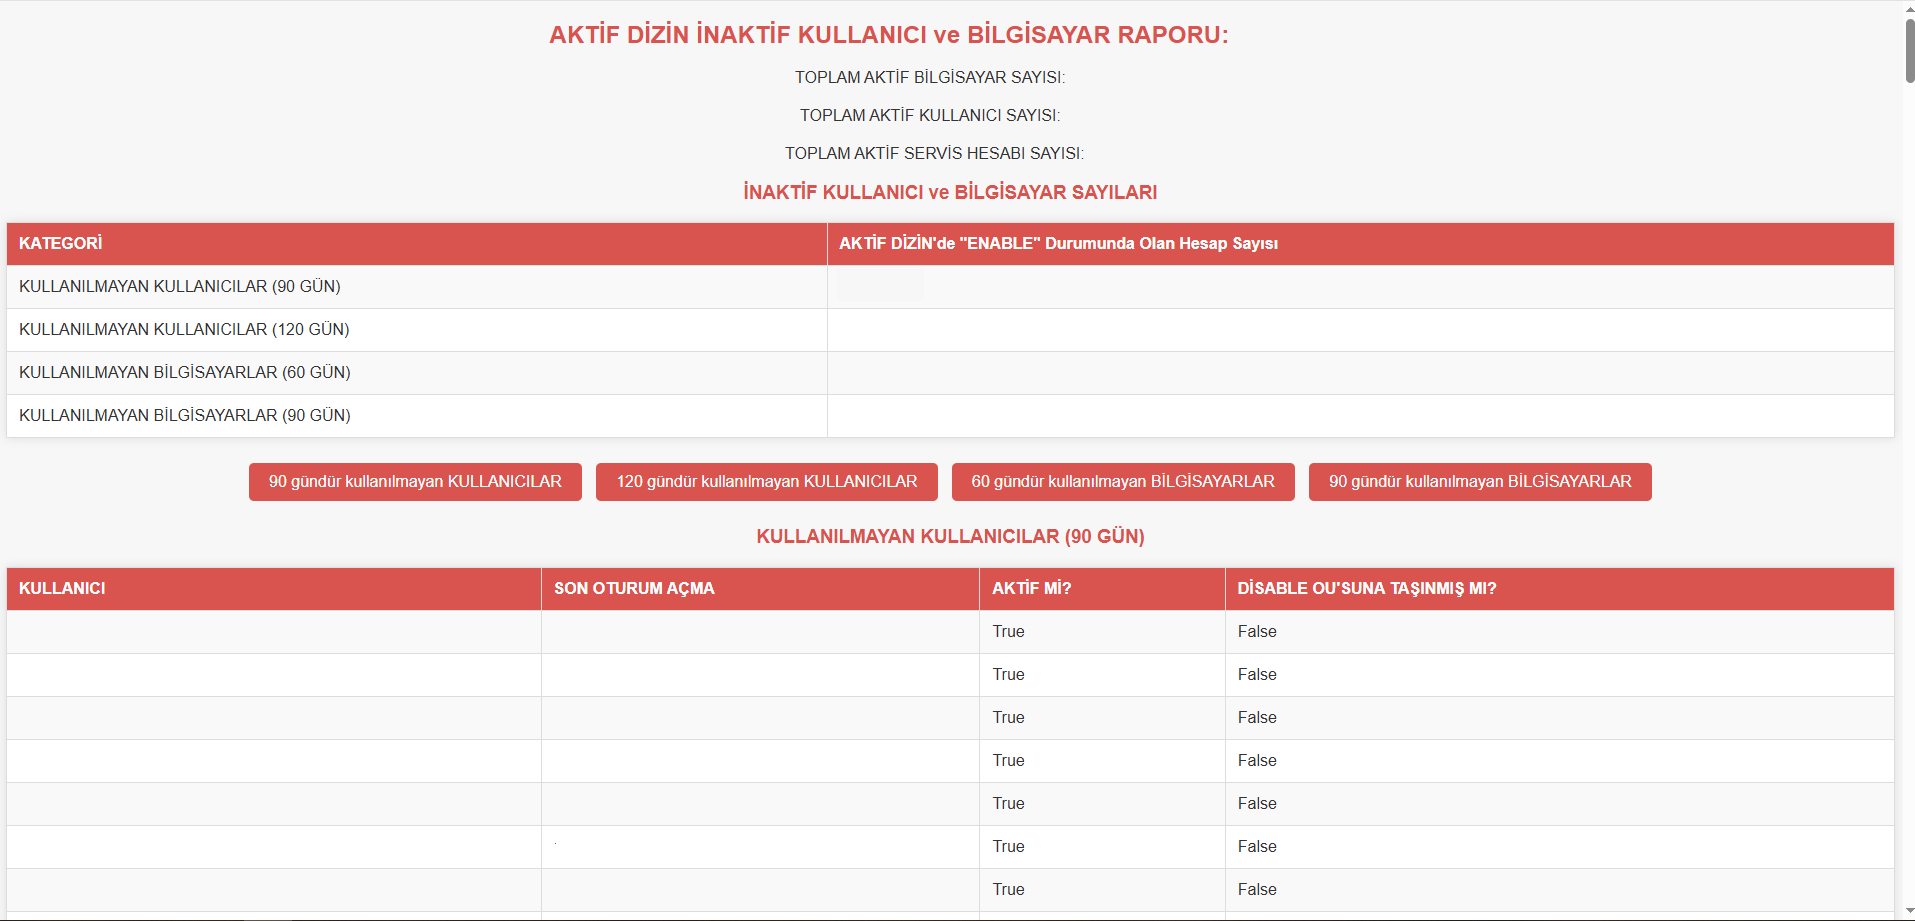 AKTİF DİZİN İNAKTİF KULLANICI ve BİLGİSAYAR RAPORU:
TOPLAM AKTİF BİLGİSAYAR SAYISI:
TOPLAM AKTİF KULLANICI SAYISI:
TOPLAM AKTİF SERVİS HESABI SAYISI:
İNAKTİF KULLANICI ve BİLGİSAYAR SAYILARI
KATEGORİ AKTİF DİZİN'de "ENABLE" Durumunda Olan Hesap Sayısı
KULLANILMAYAN KULLANICILAR (90 GÜN)
KULLANILMAYAN KULLANICILAR (120 GÜN)
KULLANILMAYAN BİLGİSAYARLAR (60 GÜN)
KULLANILMAYAN BİLGİSAYARLAR (90 GÜN)
90 gündür kullanılmayan KULLANICILAR 120 gündür kullanılmayan KULLANICILAR 60 gündür kullanılmayan BİLGİSAYARLAR 90 gündür kullanılmayan BİLGİSAYARLAR
KULLANILMAYAN KULLANICILAR (90 GÜN)
KULLANICI SON OTURUM AÇMA AKTİF Mİ? DİSABLE OU'SUNA TAŞINMIŞ MI?
True False
True False
True False
True False
True False
True False
True False